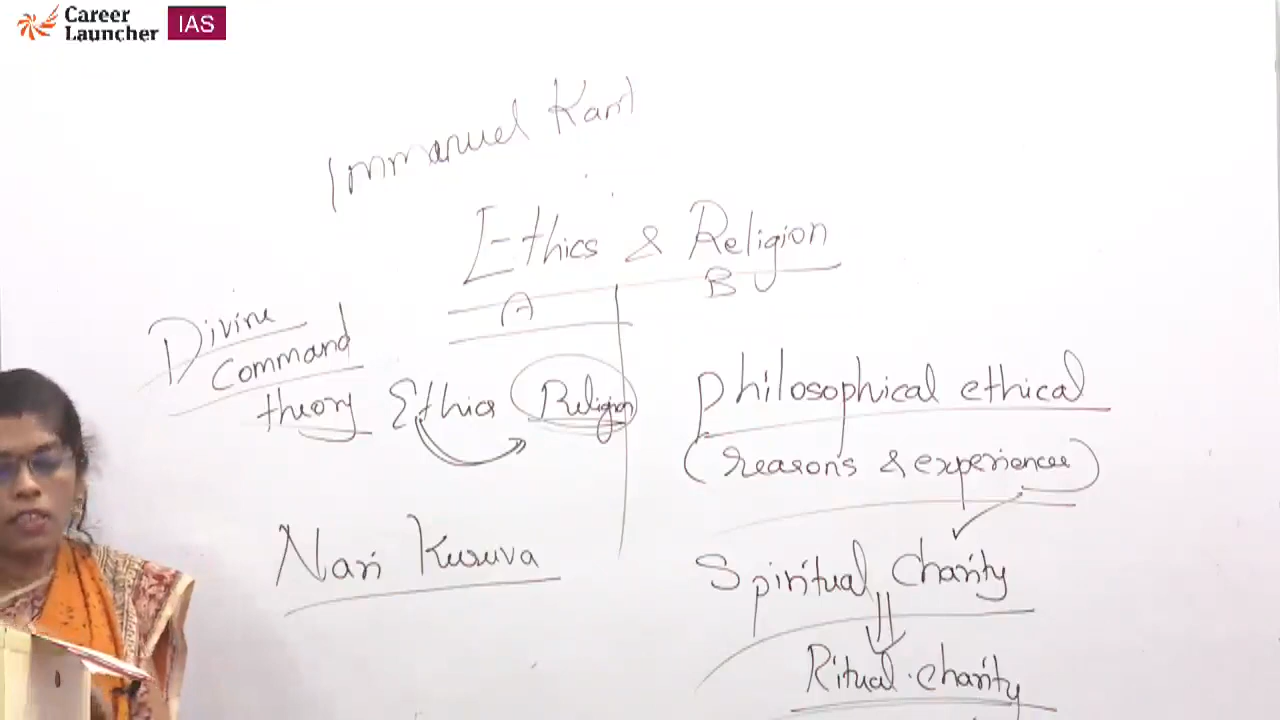 Career
Launcher
IAS
Immanuel Kant
Ethics & Religion
A
B
Divine
command
theory
Ethics Religion
Philosophical ethical
(reasons & experiences)
Nari Kuruva
Spiritual Charity
Ritual charity